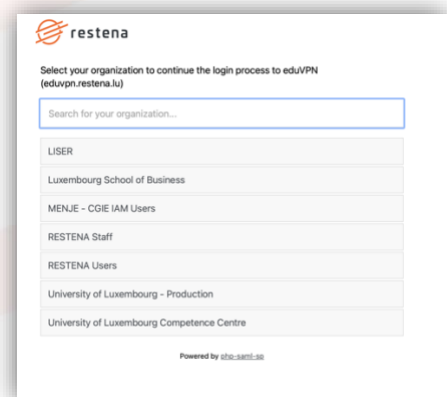 restena
Select your organization to continue the login process to eduVPN
(eduvpn.restena.lu)
Search for your organization...
LISER
Luxembourg School of Business
MENJE - CGIE IAM Users
RESTENA Staff
RESTENA Users
University of Luxembourg - Production
University of Luxembourg Competence Centre
Powered by php-saml-sp